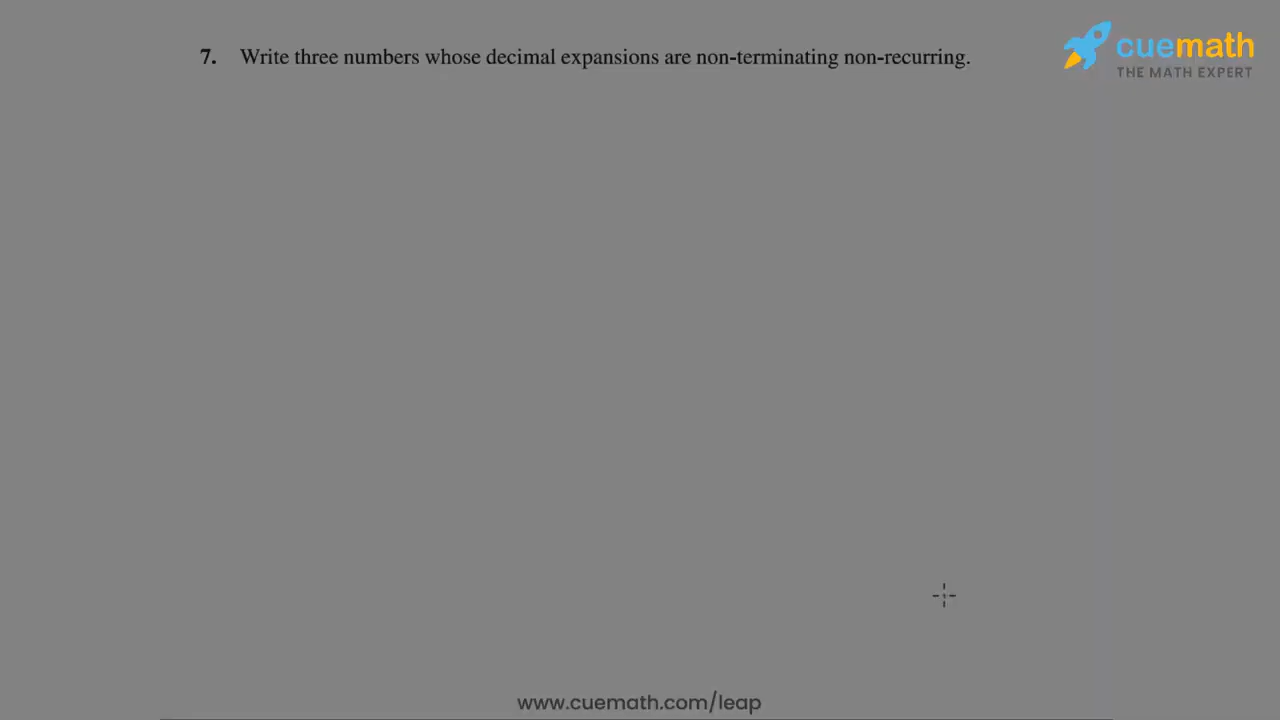 7. Write three numbers whose decimal expansions are non-terminating non-recurring.
cuemath
THE MATH EXPERT
www.cuemath.com/leap